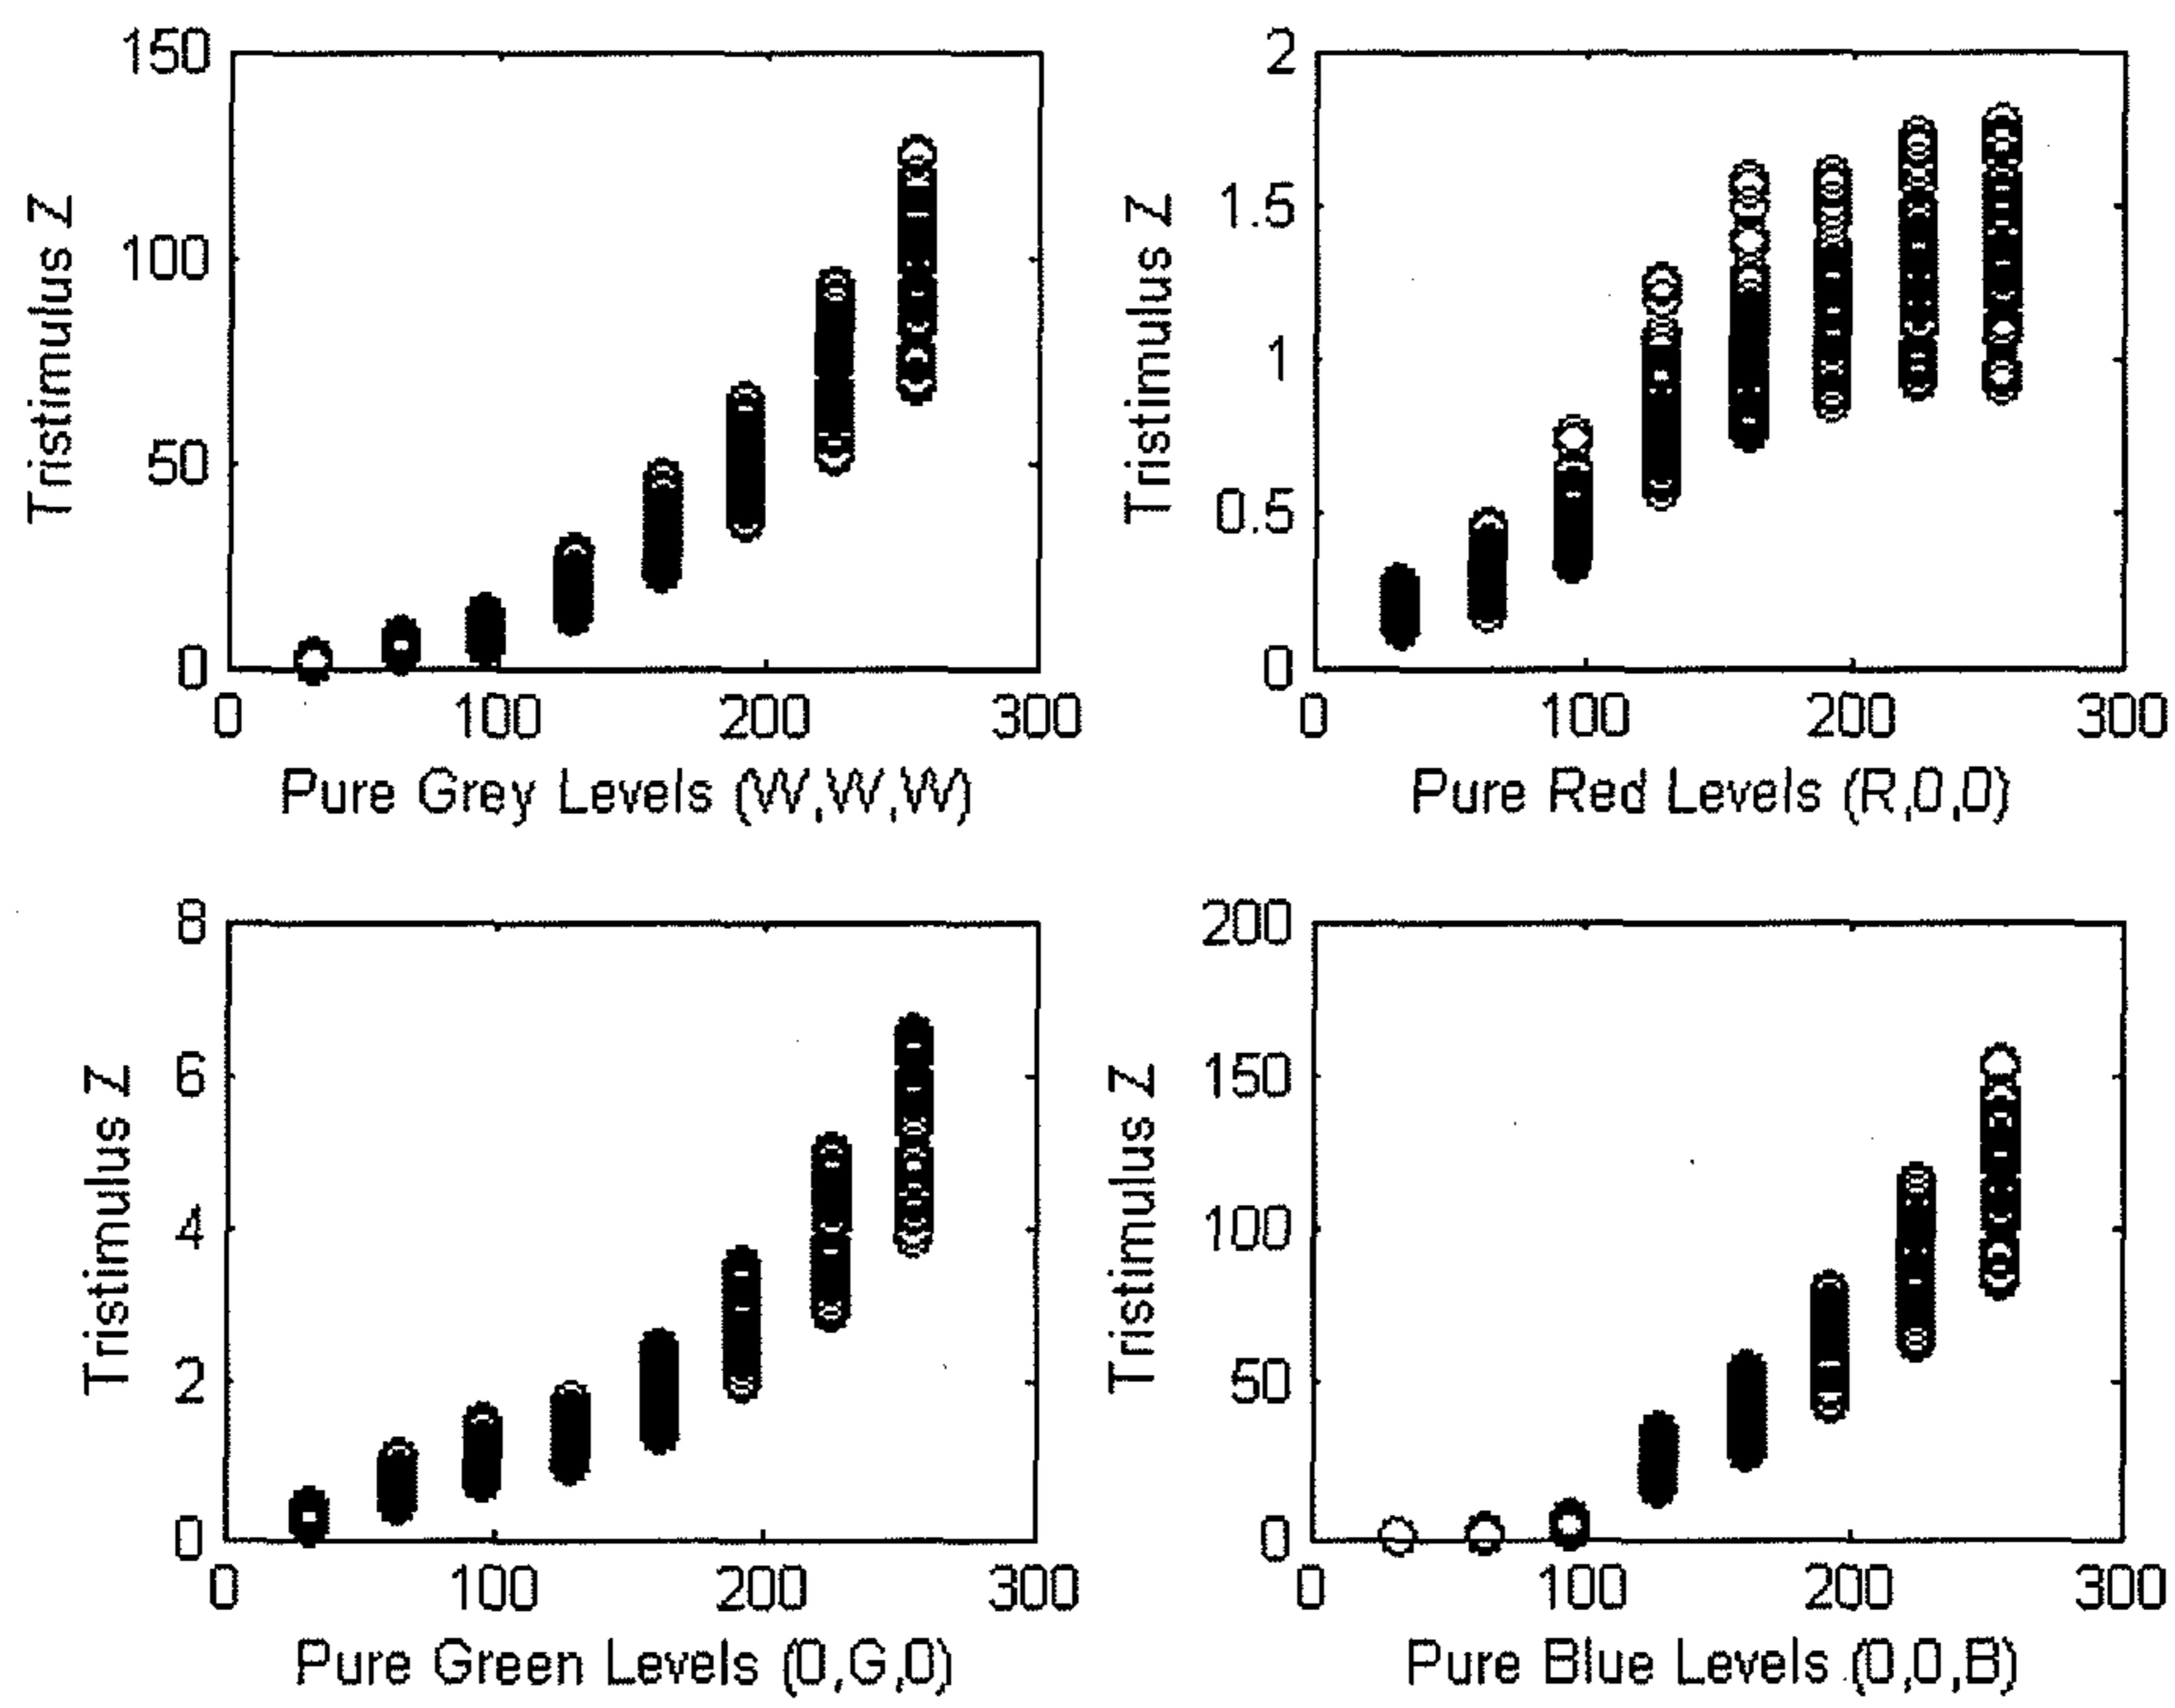 150
100
50
0
Tristimulus Z
0 100 200 300
Pure Grey Levels (W,W,W)
2
1.5
1
0.5
0
Tristimulus Z
0 100 200 300
Pure Red Levels (R,0,0)
8
6
4
2
0
Tristimulus Z
0 100 200 300
Pure Green Levels (0,G,0)
200
150
100
50
0
Tristimulus Z
0 100 200 300
Pure Blue Levels (0,0,B)